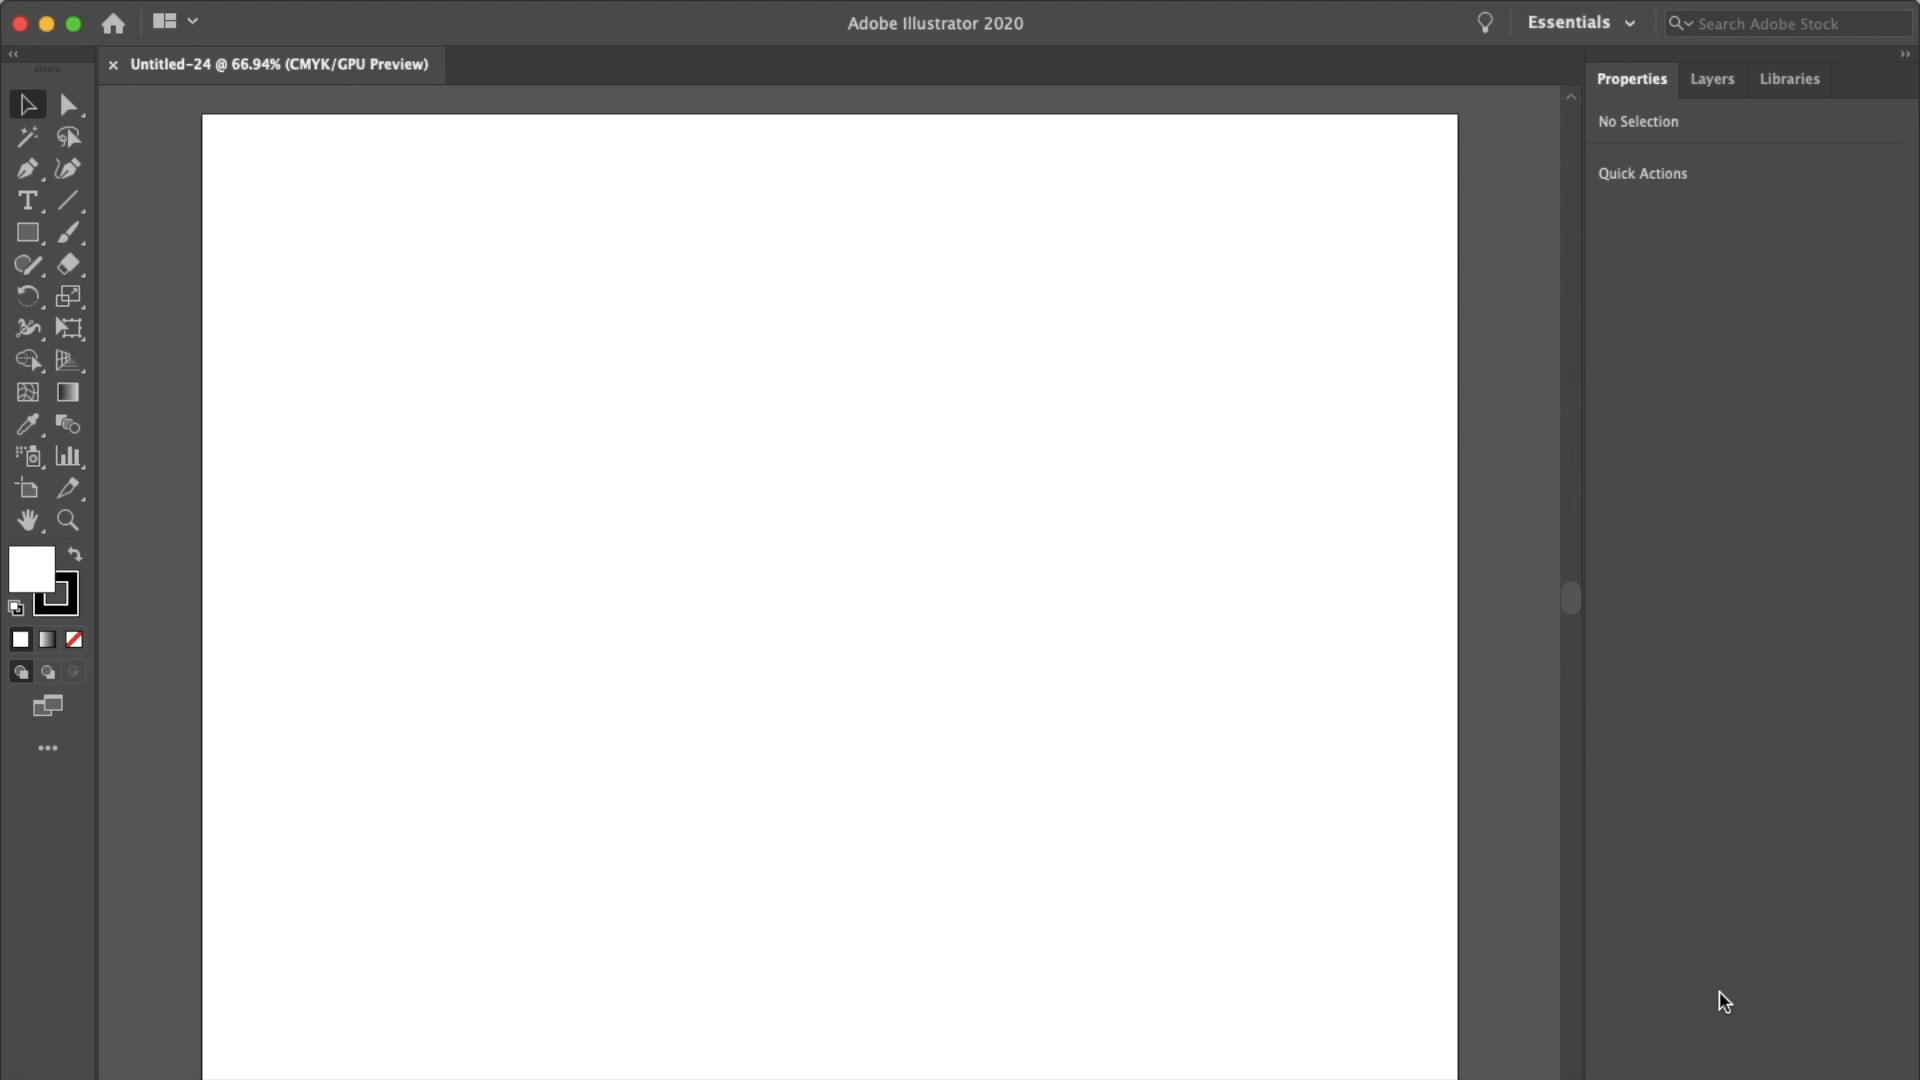 Adobe Illustrator 2020
Essentials
Search Adobe Stock
Untitled-24 @ 66.94% (CMYK/GPU Preview)
Properties
Layers
Libraries
No Selection
Quick Actions